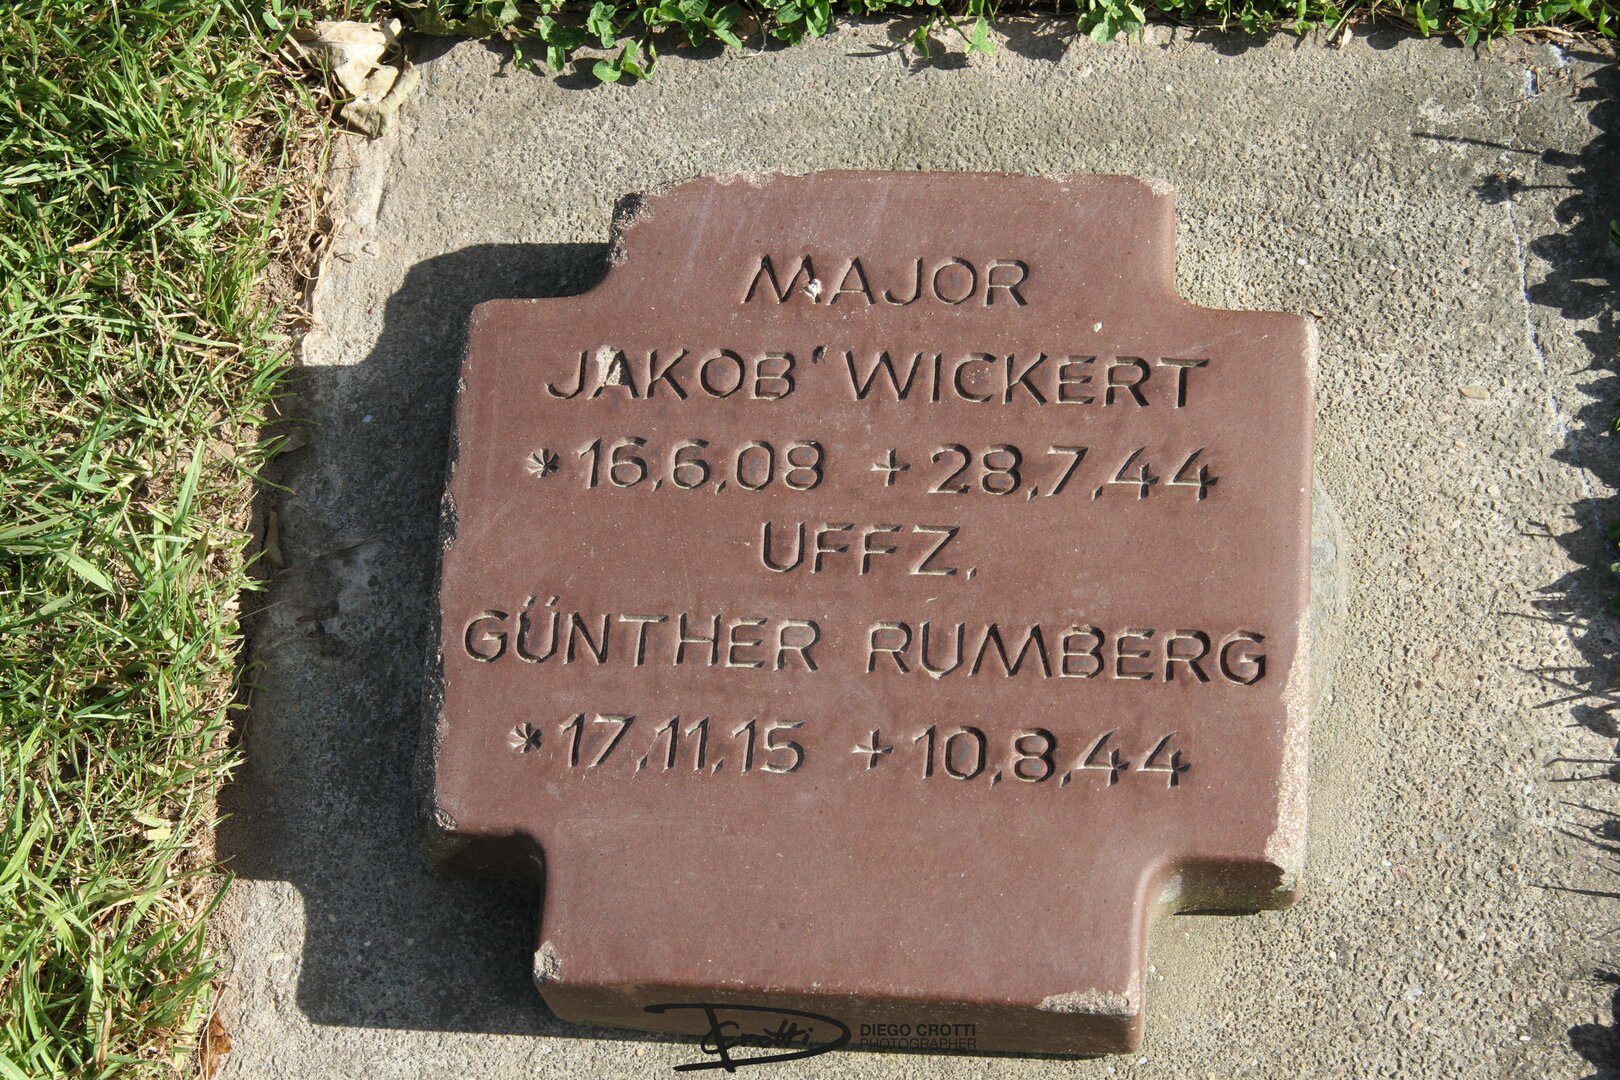 MAJOR
JAKOB WICKERT
*16.6.08 +28.7.44
UFFZ.
GÜNTHER RUMBERG
*17.11.15 +10.8.44
Crotti
DIEGO CROTTI
PHOTOGRAPHER